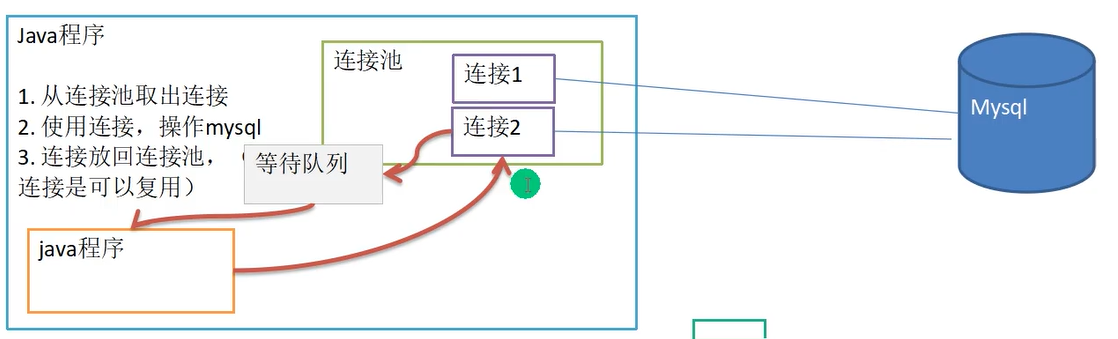 Java程序
连接池
连接1
1. 从连接池取出连接
2. 使用连接，操作mysql
连接2
3. 连接放回连接池，（
等待队列
连接是可以复用）
java程序
Mysql